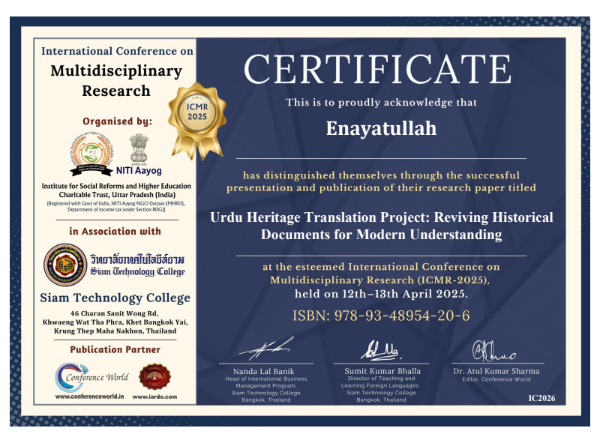 International Conference on
Multidisciplinary
Research
Organised by:
NITI Aayog
Institute for Social Reforms and Higher Education
Charitable Trust, Uttar Pradesh (India)
[Registered with Govt of India, NITI Aayog NGO Darpan (MHRD),
Department of income tax under Section 80G)]
in Association with
วิทยาลัยเทคโนโลยีสยาม
Siam Technology College
Siam Technology College
46 Charan Sanit Wong Rd,
Khwaeng Wat Tha Phra, Khet Bangkok Yai,
Krung Thep Maha Nakhon, Thailand
Publication Partner
Conference World
www.conferenceworld.in www.iardo.com
ICMR
2025
CERTIFICATE
This is to proudly acknowledge that
Enayatullah
has distinguished themselves through the successful
presentation and publication of their research paper titled
Urdu Heritage Translation Project: Reviving Historical
Documents for Modern Understanding
at the esteemed International Conference on
Multidisciplinary Research (ICMR-2025),
held on 12th–13th April 2025.
ISBN: 978-93-48954-20-6
Nanda Lal Banik
Head of International Business
Management Program,
Siam Technology College
Bangkok, Thailand
Sumit Kumar Bhalla
Director of Teaching and
Learning Foreign Languages,
Siam Technology College
Bangkok, Thailand
Dr. Atul Kumar Sharma
Editor, Conference World
IC2026